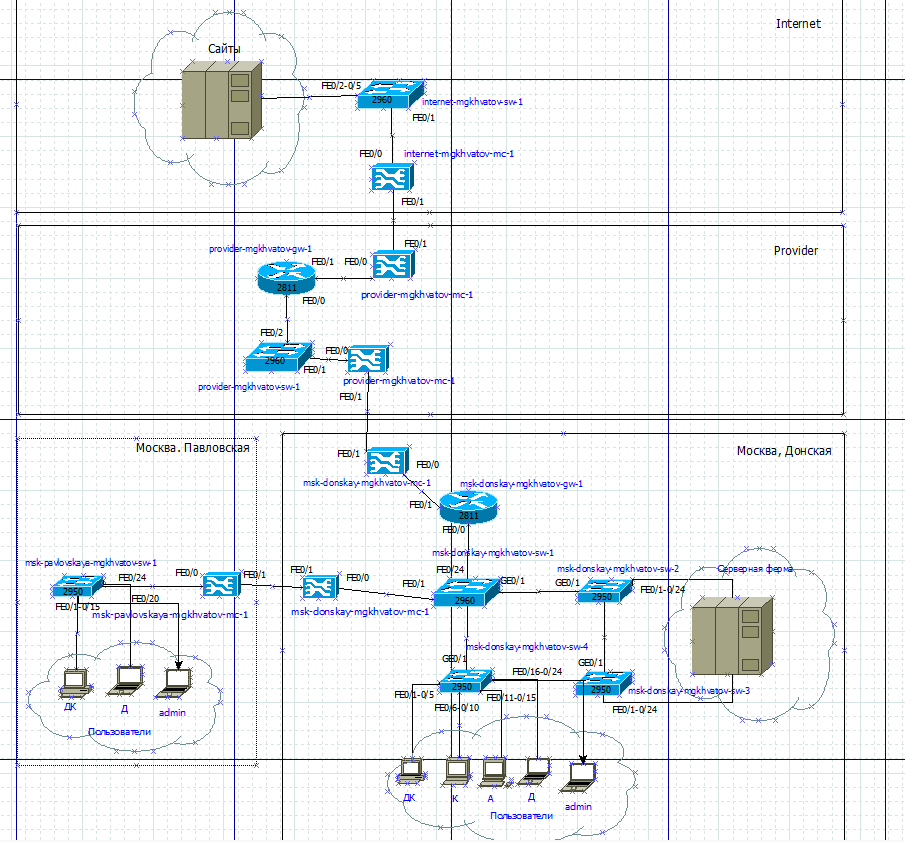 Internet
Сайты
FE0/2-0/5
2960
internet-mgkhvatov-sw-1
FE0/1
FE0/0
internet-mgkhvatov-mc-1
FE0/1
Provider
provider-mgkhvatov-gw-1
FE0/1
FE0/1
FE0/0
2811
provider-mgkhvatov-mc-1
FE0/0
FE0/2
2960
FE0/0
FE0/1
provider-mgkhvatov-sw-1
provider-mgkhvatov-mc-1
FE0/1
Москва. Павловская
Москва, Донская
FE0/1
FE0/0
msk-donskay-mgkhvatov-mc-1
msk-donskay-mgkhvatov-gw-1
FE0/1
2811
FE0/0
msk-donskay-mgkhvatov-sw-1
msk-pavlovskaya-mgkhvatov-sw-1
FE0/24
msk-donskay-mgkhvatov-sw-2
Серверная ферма
FE0/24
FE0/0
FE0/1
FE0/0
FE0/1
GE0/1
GE0/1
FE0/1-0/24
2950
2960
2950
FE0/1-0/15
FE0/20
msk-pavlovskaya-mgkhvatov-mc-1
msk-donskay-mgkhvatov-mc-1
msk-donskay-mgkhvatov-sw-4
GE0/1
GE0/1
FE0/16-0/24
2950
2950
msk-donskay-mgkhvatov-sw-3
FE0/1-0/5
FE0/6-0/10
FE0/11-0/15
FE0/1-0/24
ДК
Д
admin
Пользователи
ДК
К
А
Д
admin
Пользователи